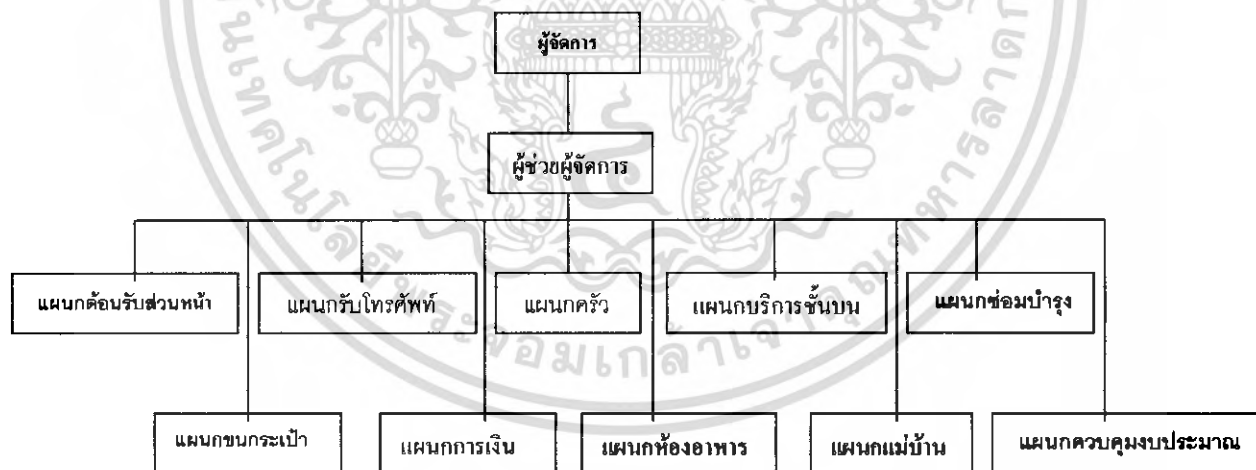 ผู้จัดการ
ผู้ช่วยผู้จัดการ
แผนกต้อนรับส่วนหน้า
แผนกรับโทรศัพท์
แผนกครัว
แผนกบริการชั้นบน
แผนกซ่อมบำรุง
แผนกขนกระเป๋า
แผนกการเงิน
แผนกห้องอาหาร
แผนกแม่บ้าน
แผนกควบคุมงบประมาณ